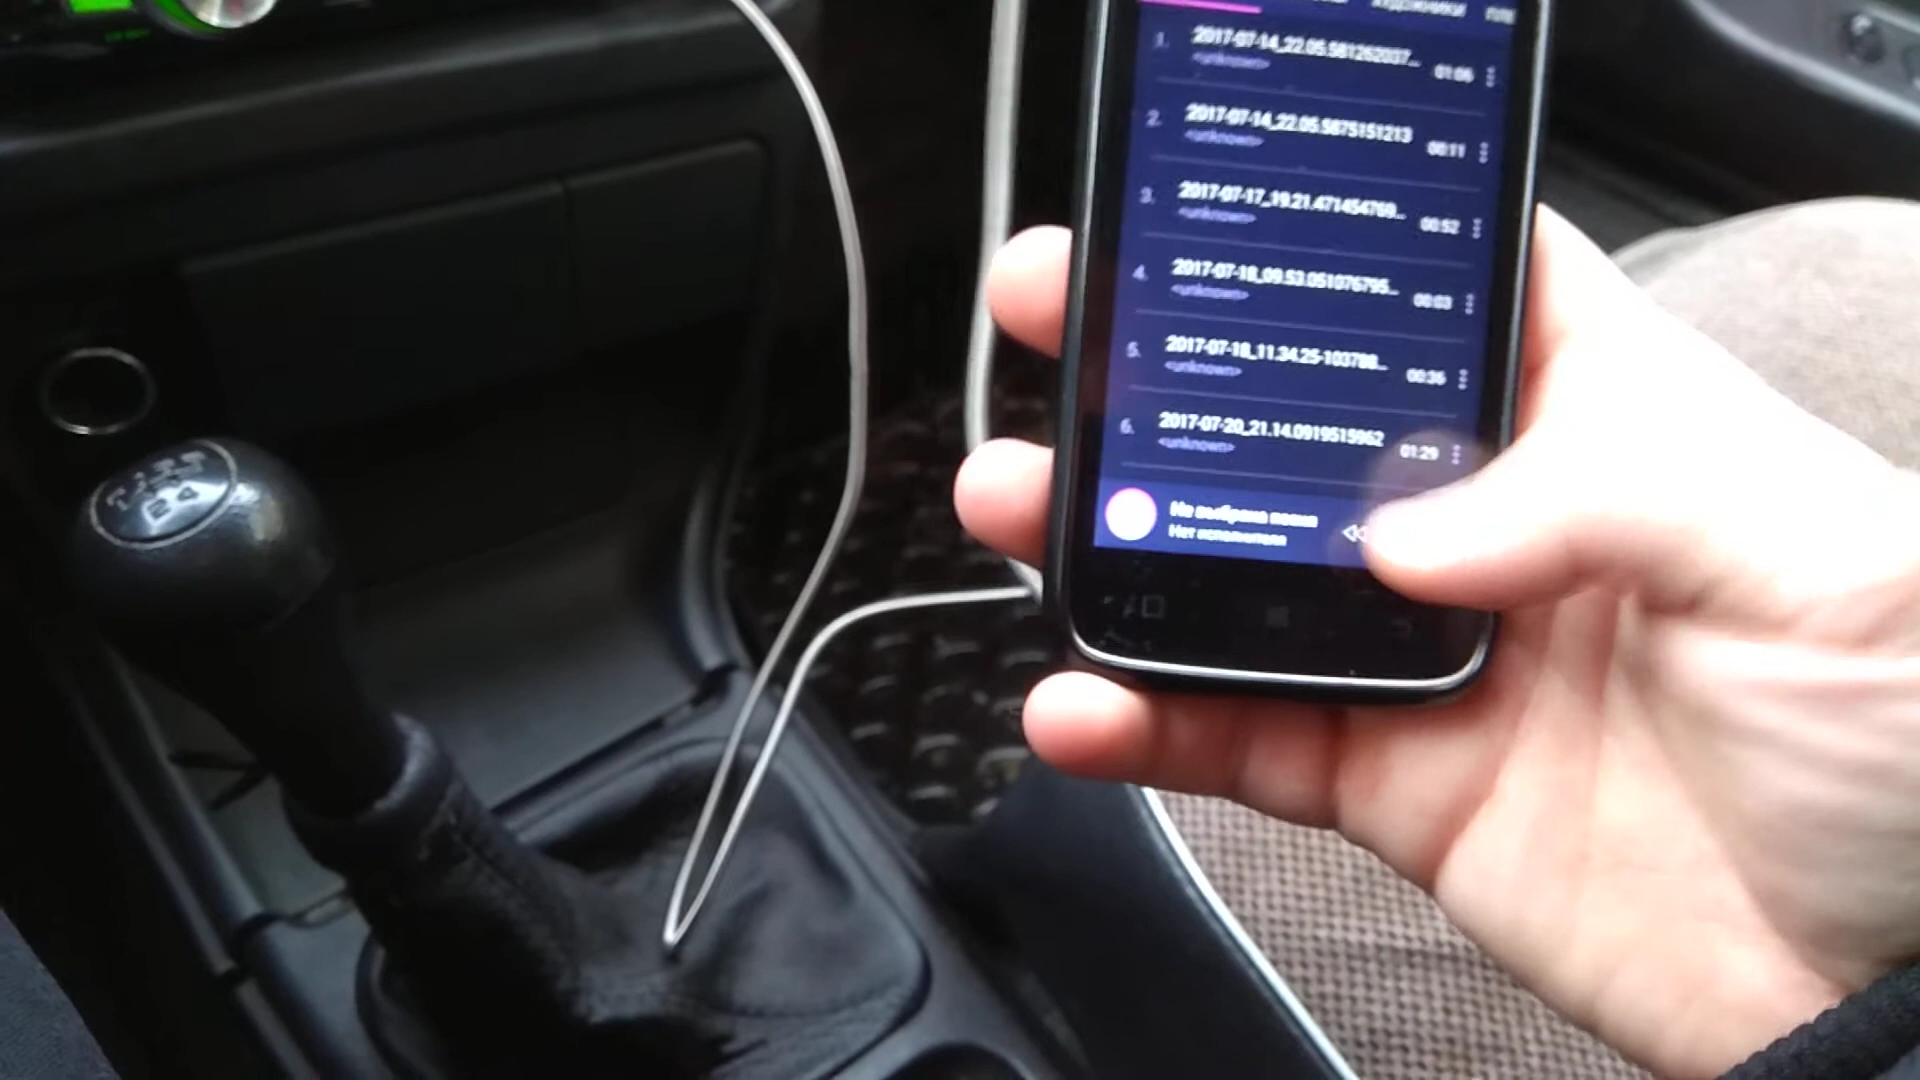 ХУДОЖНИКИ
1. 2017-07-14_22.05.581262037... 01:06
<unknown>
2. 2017-07-14_22.05.5875151213 00:11
<unknown>
3. 2017-07-17_19.21.471454769... 00:52
<unknown>
4. 2017-07-18_09.53.051076795... 00:03
<unknown>
5. 2017-07-18_11.34.25-103788... 00:36
<unknown>
6. 2017-07-20_21.14.0919515962 01:29
<unknown>
Не выбрана песня
Нет исполнителя